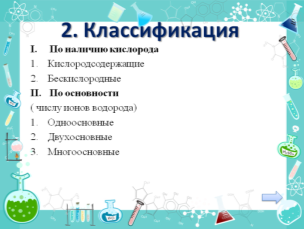 2. Классификация
I. По наличию кислорода
1. Кислородсодержащие
2. Бескислородные
II. По основности
( числу ионов водорода)
1. Одноосновные
2. Двухосновные
3. Многоосновные